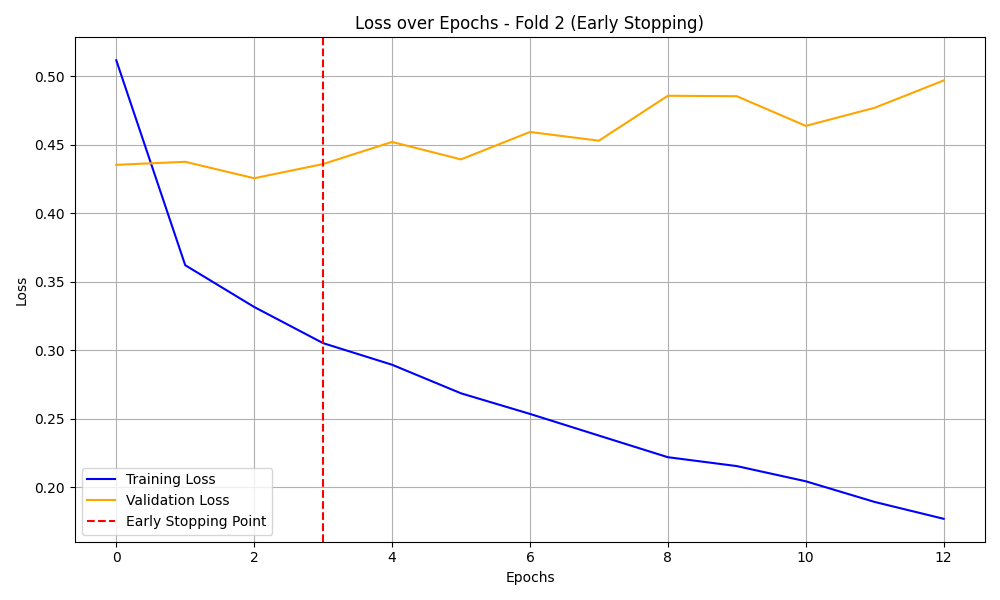 Loss over Epochs - Fold 2 (Early Stopping)
Loss
0.50
0.45
0.40
0.35
0.30
0.25
0.20
Training Loss
Validation Loss
Early Stopping Point
0 2 4 6 8 10 12
Epochs